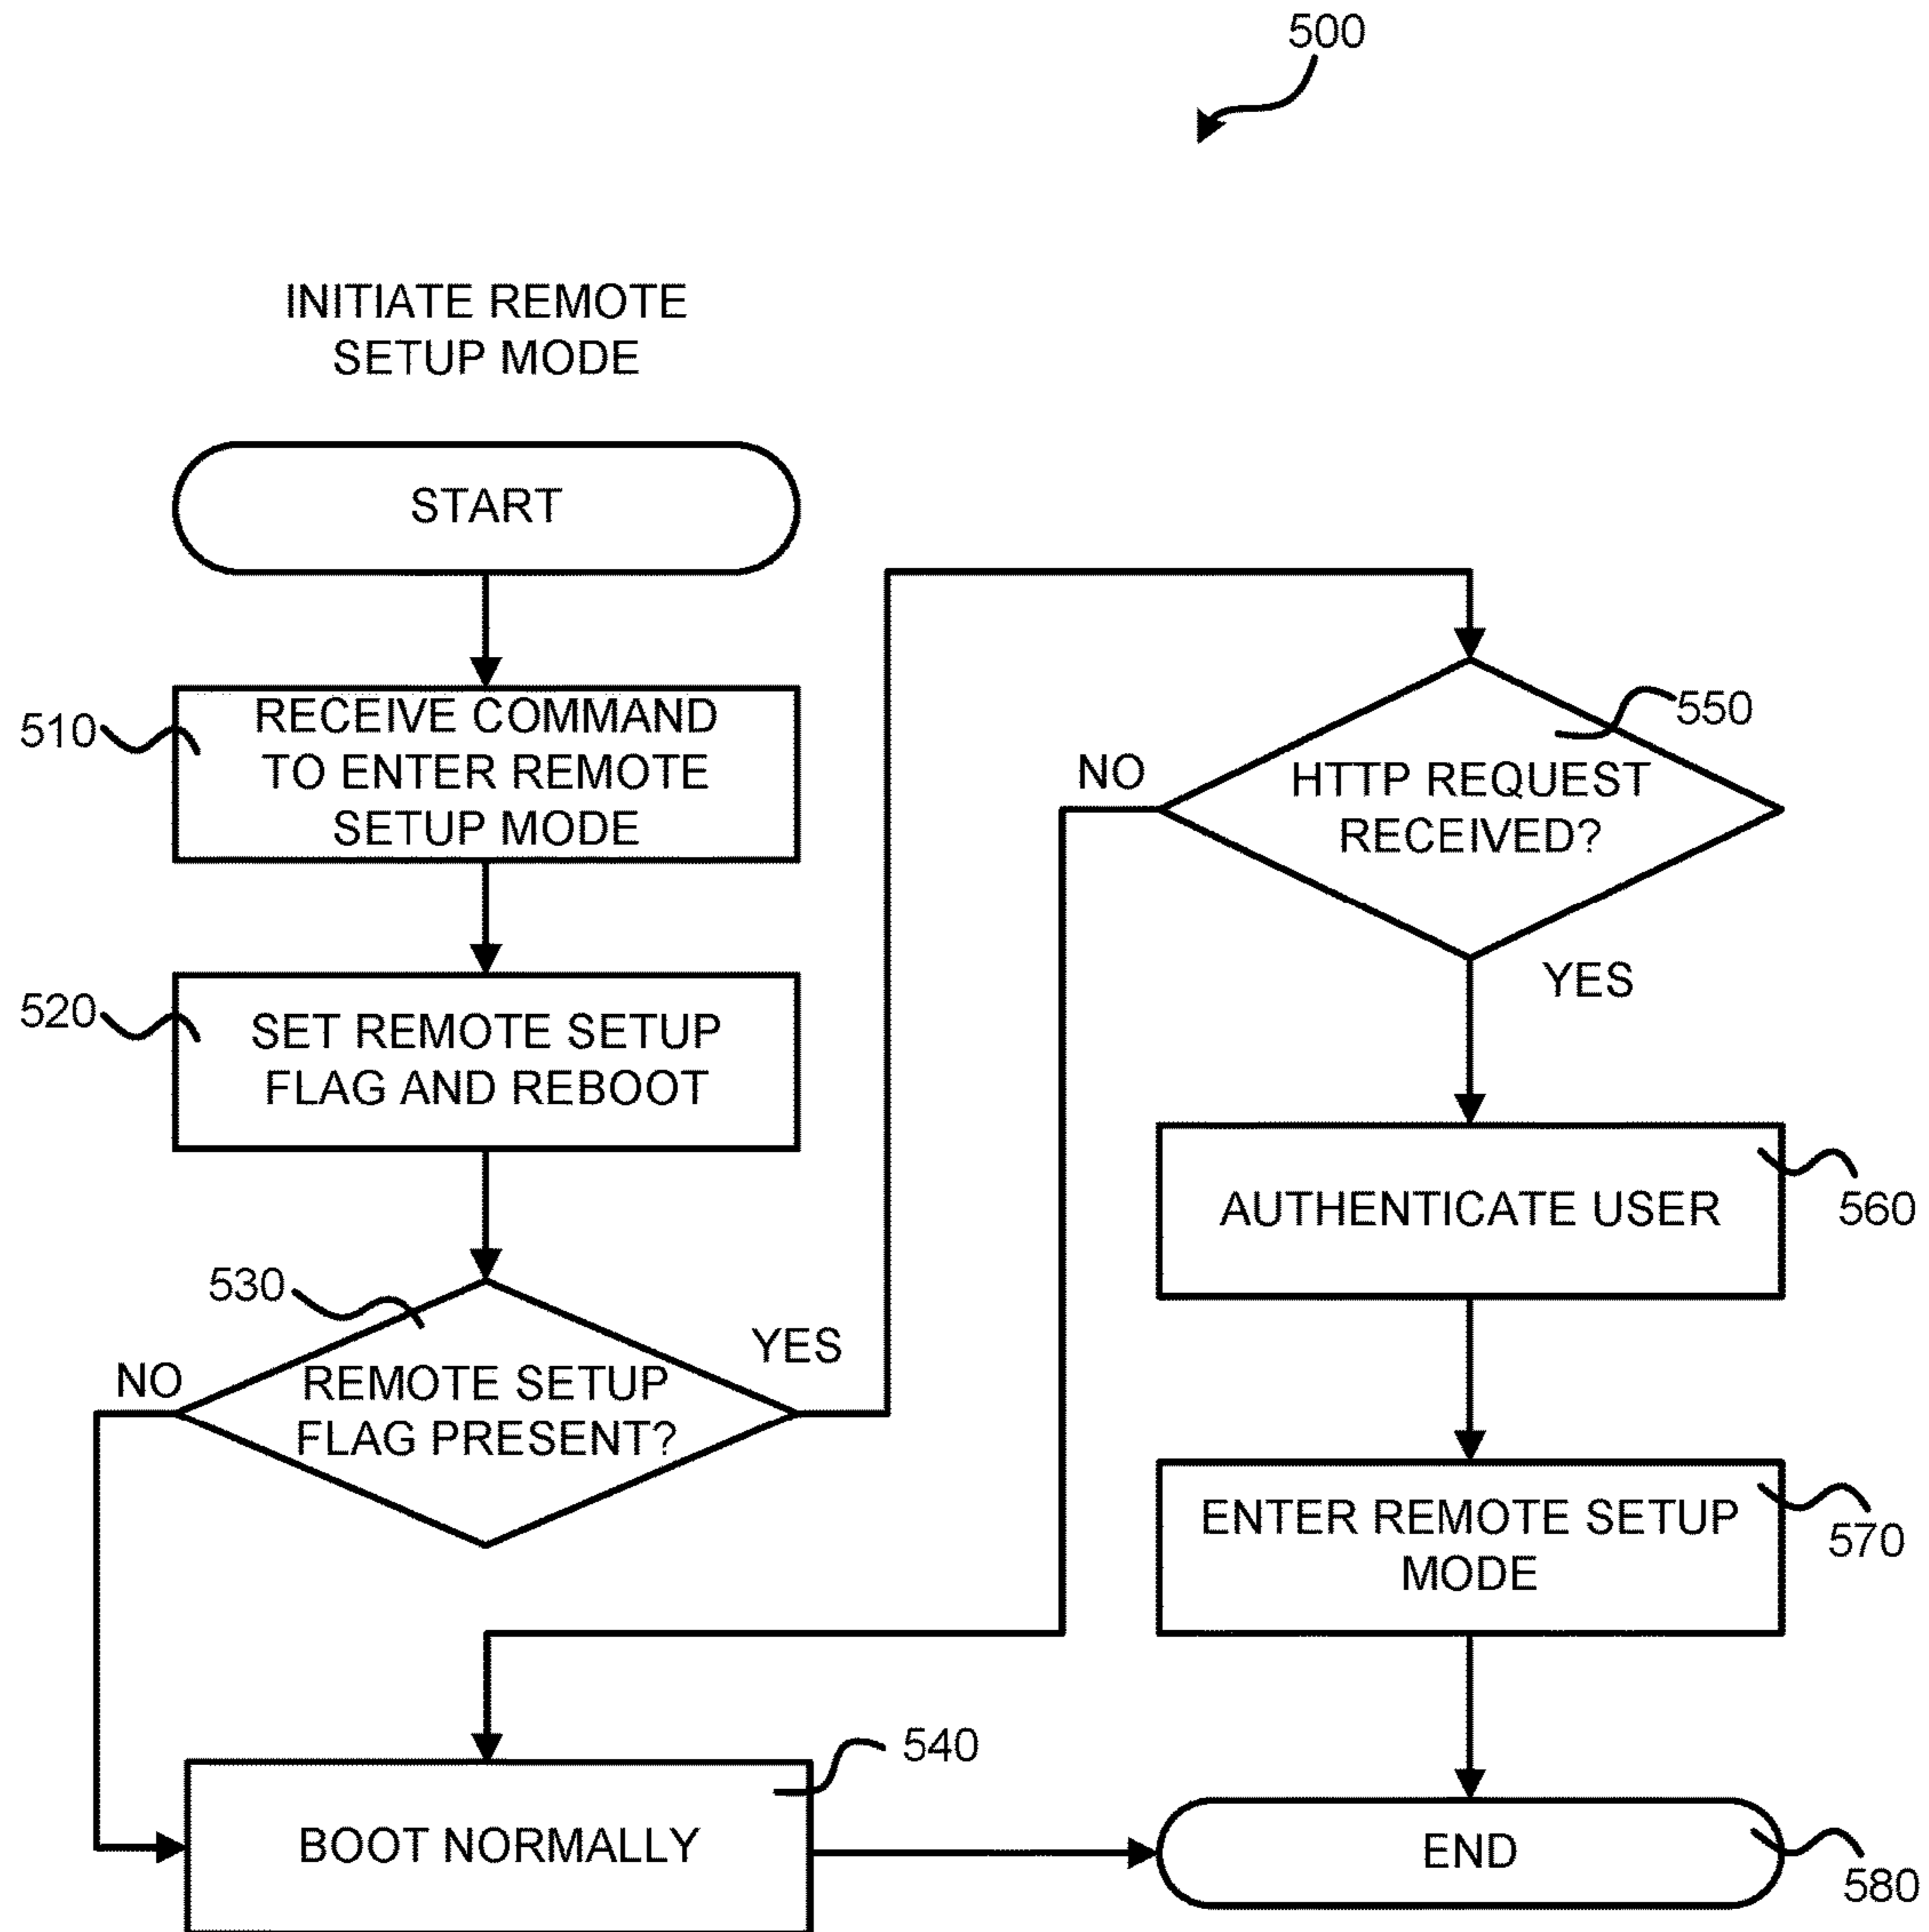 500
INITIATE REMOTE
SETUP MODE
START
510
RECEIVE COMMAND
TO ENTER REMOTE
SETUP MODE
520
SET REMOTE SETUP
FLAG AND REBOOT
530
NO
REMOTE SETUP
FLAG PRESENT?
YES
540
BOOT NORMALLY
550
NO
HTTP REQUEST
RECEIVED?
YES
AUTHENTICATE USER
560
ENTER REMOTE SETUP
MODE
570
END
580